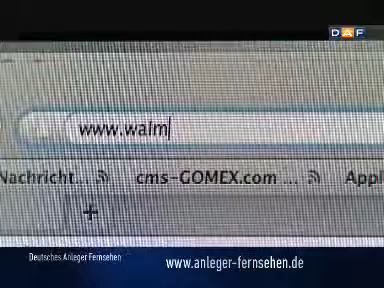 DAF
www.walm
Nachricht... cms-GOMEX.com ... Appl
Deutsches Anleger Fernsehen
www.anleger-fernsehen.de